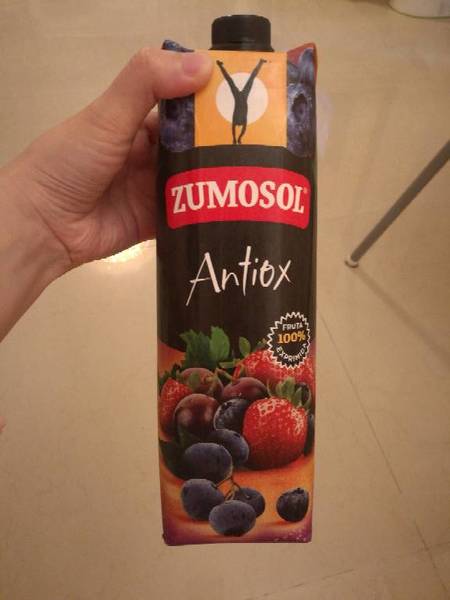 ZUMOSOL®
Antiox
FRUTA
100%
EXPRIMIDA